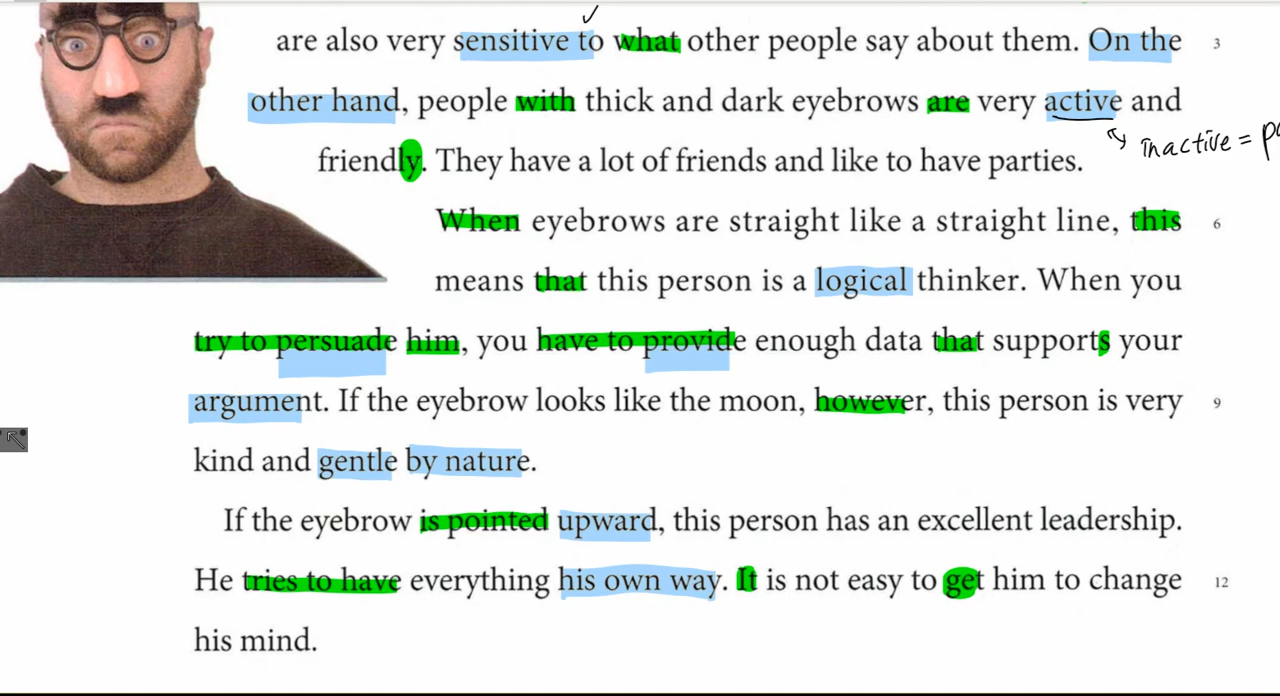 are also very sensitive to what other people say about them. On the 3
other hand, people with thick and dark eyebrows are very active and
inactive =
friendly. They have a lot of friends and like to have parties.
When eyebrows are straight like a straight line, this 6
means that this person is a logical thinker. When you
try to persuade him, you have to provide enough data that supports your
argument. If the eyebrow looks like the moon, however, this person is very 9
kind and gentle by nature.
If the eyebrow is pointed upward, this person has an excellent leadership.
He tries to have everything his own way. It is not easy to get him to change 12
his mind.